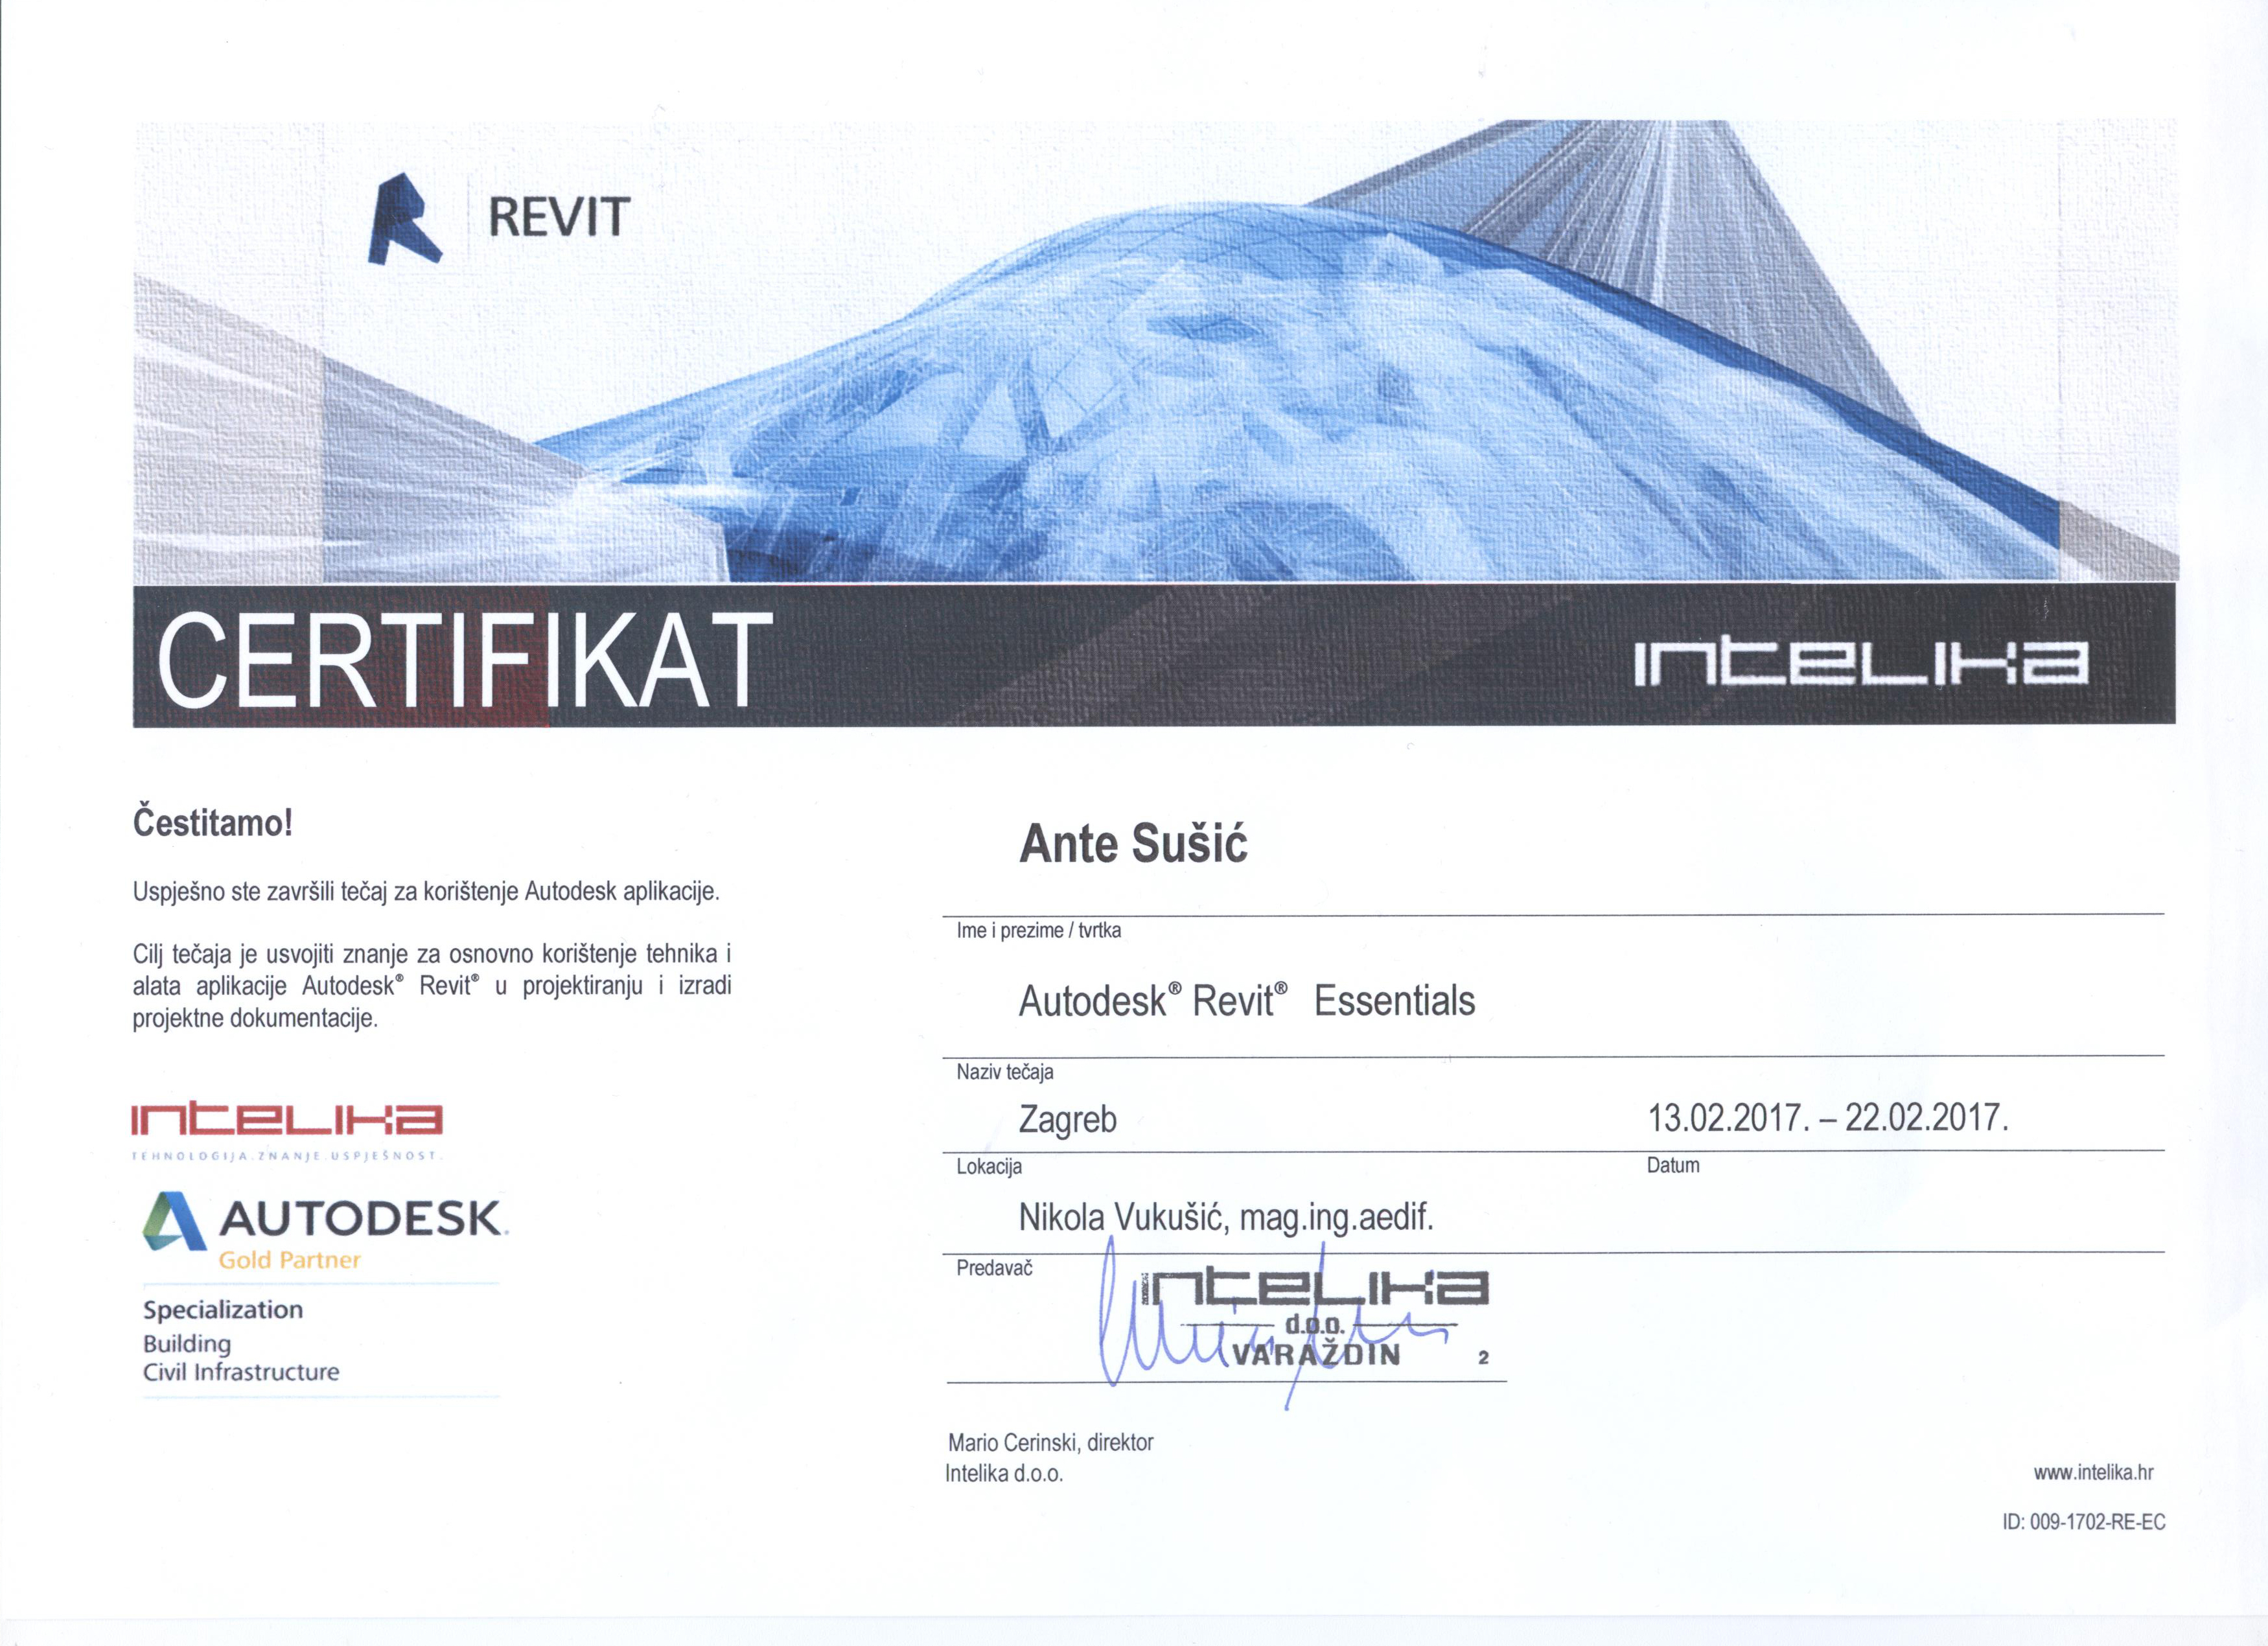 REVIT
CERTIFIKAT
INTELIKA
Čestitamo!
Uspješno ste završili tečaj za korištenje Autodesk aplikacije.
Cilj tečaja je usvojiti znanje za osnovno korištenje tehnika i
alata aplikacije Autodesk® Revit® u projektiranju i izradi
projektne dokumentacije.
INTELIKA
TEHNOLOGIJA.ZNANJE.USPJEŠNOST.
AUTODESK.
Gold Partner
Specialization
Building
Civil Infrastructure
Ante Sušić
Ime i prezime / tvrtka
Autodesk® Revit® Essentials
Naziv tečaja
Zagreb 13.02.2017. – 22.02.2017.
Lokacija Datum
Nikola Vukušić, mag.ing.aedif.
Predavač
INTELIKA
d.o.o.
VARAŽDIN 2
Mario Cerinski, direktor
Intelika d.o.o.
www.intelika.hr
ID: 009-1702-RE-EC